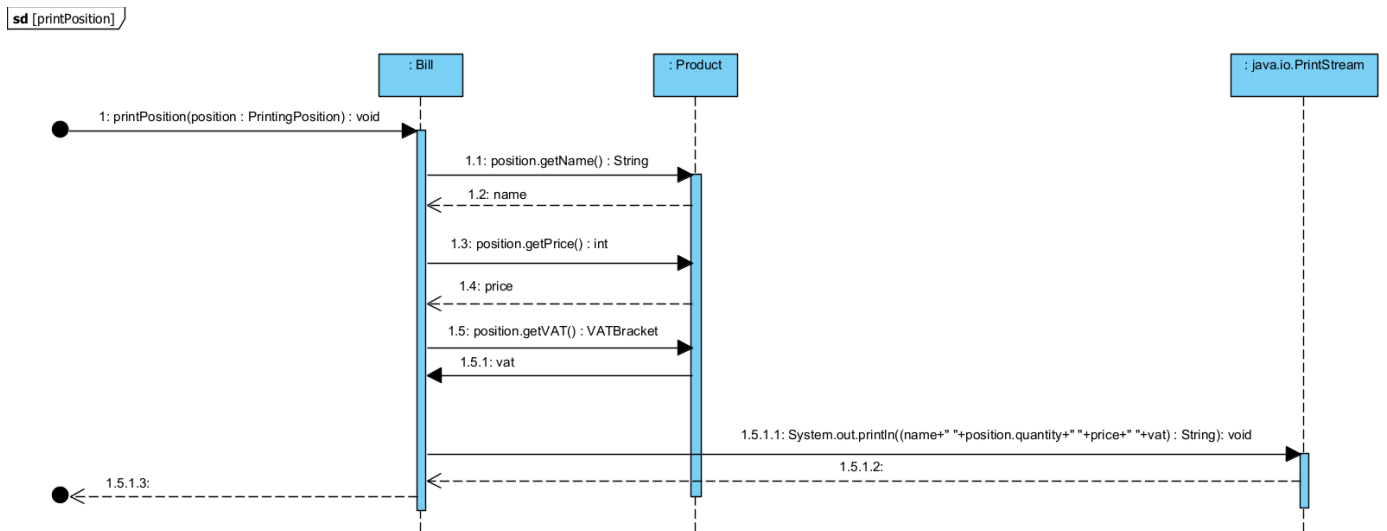 sd [printPosition]
: Bill
: Product
: java.io.PrintStream
1: printPosition(position : PrintingPosition) : void
1.1: position.getName() : String
1.2: name
1.3: position.getPrice() : int
1.4: price
1.5: position.getVAT() : VATBracket
1.5.1: vat
1.5.1.1: System.out.println((name+" "+position.quantity+" "+price+" "+vat) : String): void
1.5.1.2:
1.5.1.3: